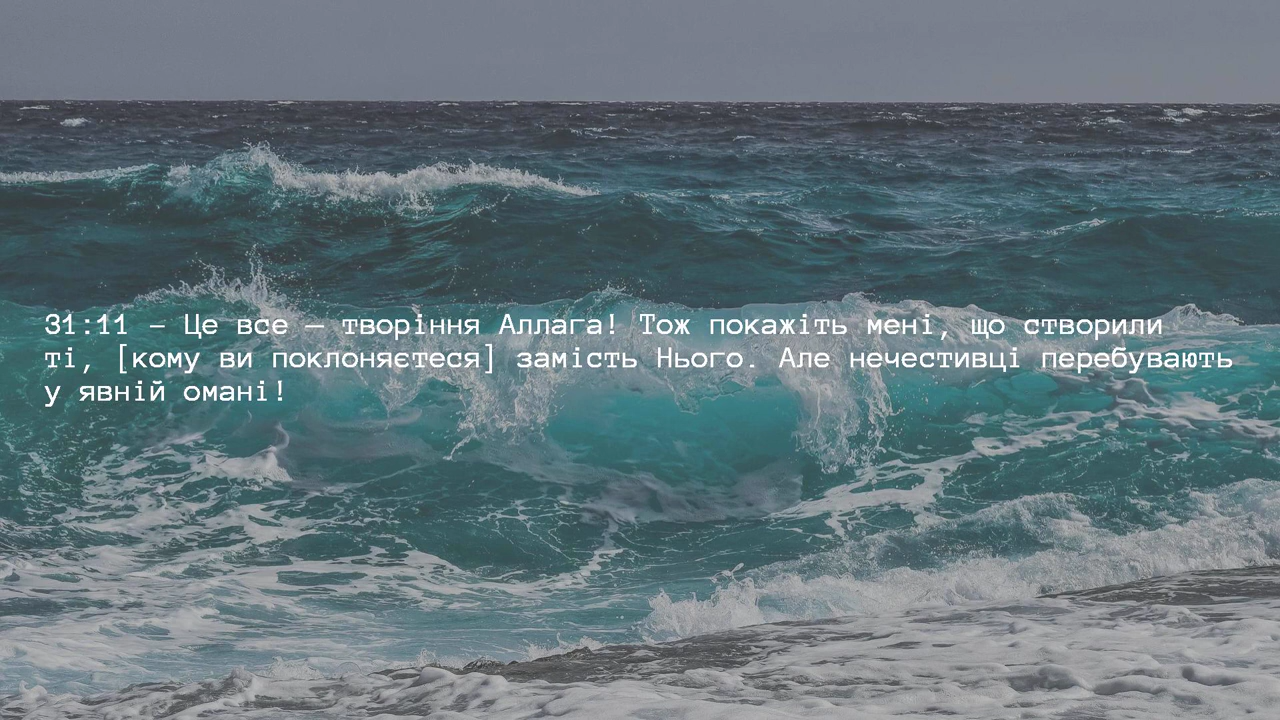 31:11 – Це все — творіння Аллага! Тож покажіть мені, що створили
ті, [кому ви поклоняєтеся] замість Нього. Але нечестивці перебувають
у явній омані!